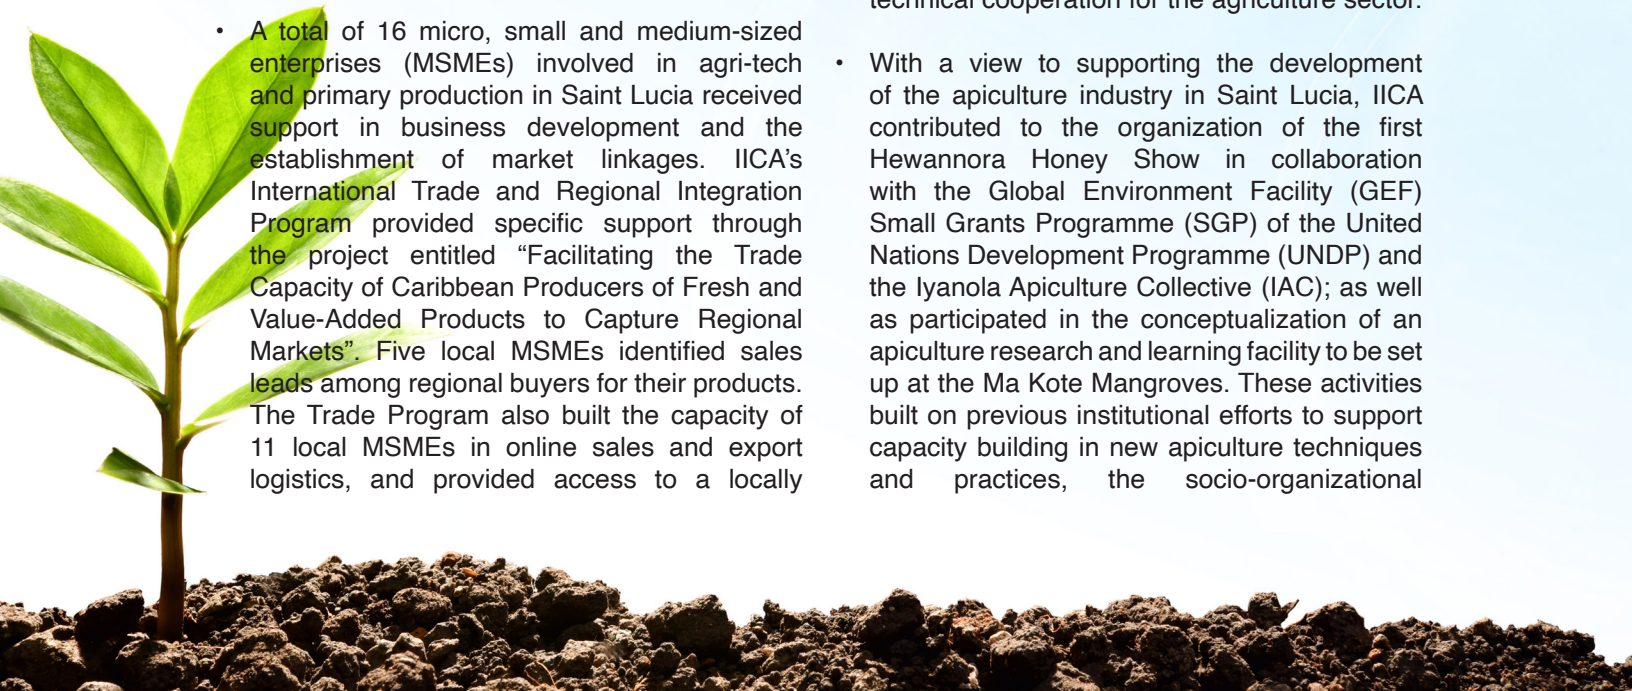 • A total of 16 micro, small and medium-sized
enterprises (MSMEs) involved in agri-tech
and primary production in Saint Lucia received
support in business development and the
establishment of market linkages. IICA’s
International Trade and Regional Integration
Program provided specific support through
the project entitled “Facilitating the Trade
Capacity of Caribbean Producers of Fresh and
Value-Added Products to Capture Regional
Markets”. Five local MSMEs identified sales
leads among regional buyers for their products.
The Trade Program also built the capacity of
11 local MSMEs in online sales and export
logistics, and provided access to a locally
technical cooperation for the agriculture sector.
• With a view to supporting the development
of the apiculture industry in Saint Lucia, IICA
contributed to the organization of the first
Hewannora Honey Show in collaboration
with the Global Environment Facility (GEF)
Small Grants Programme (SGP) of the United
Nations Development Programme (UNDP) and
the Iyanola Apiculture Collective (IAC); as well
as participated in the conceptualization of an
apiculture research and learning facility to be set
up at the Ma Kote Mangroves. These activities
built on previous institutional efforts to support
capacity building in new apiculture techniques
and practices, the socio-organizational